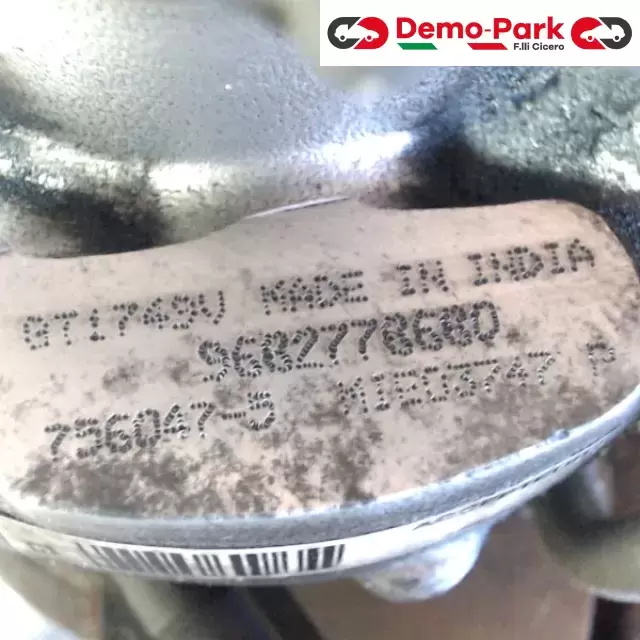 Demo-Park
F.lli Cicero
GT1749V MADE IN INDIA
9682778680
756047-5